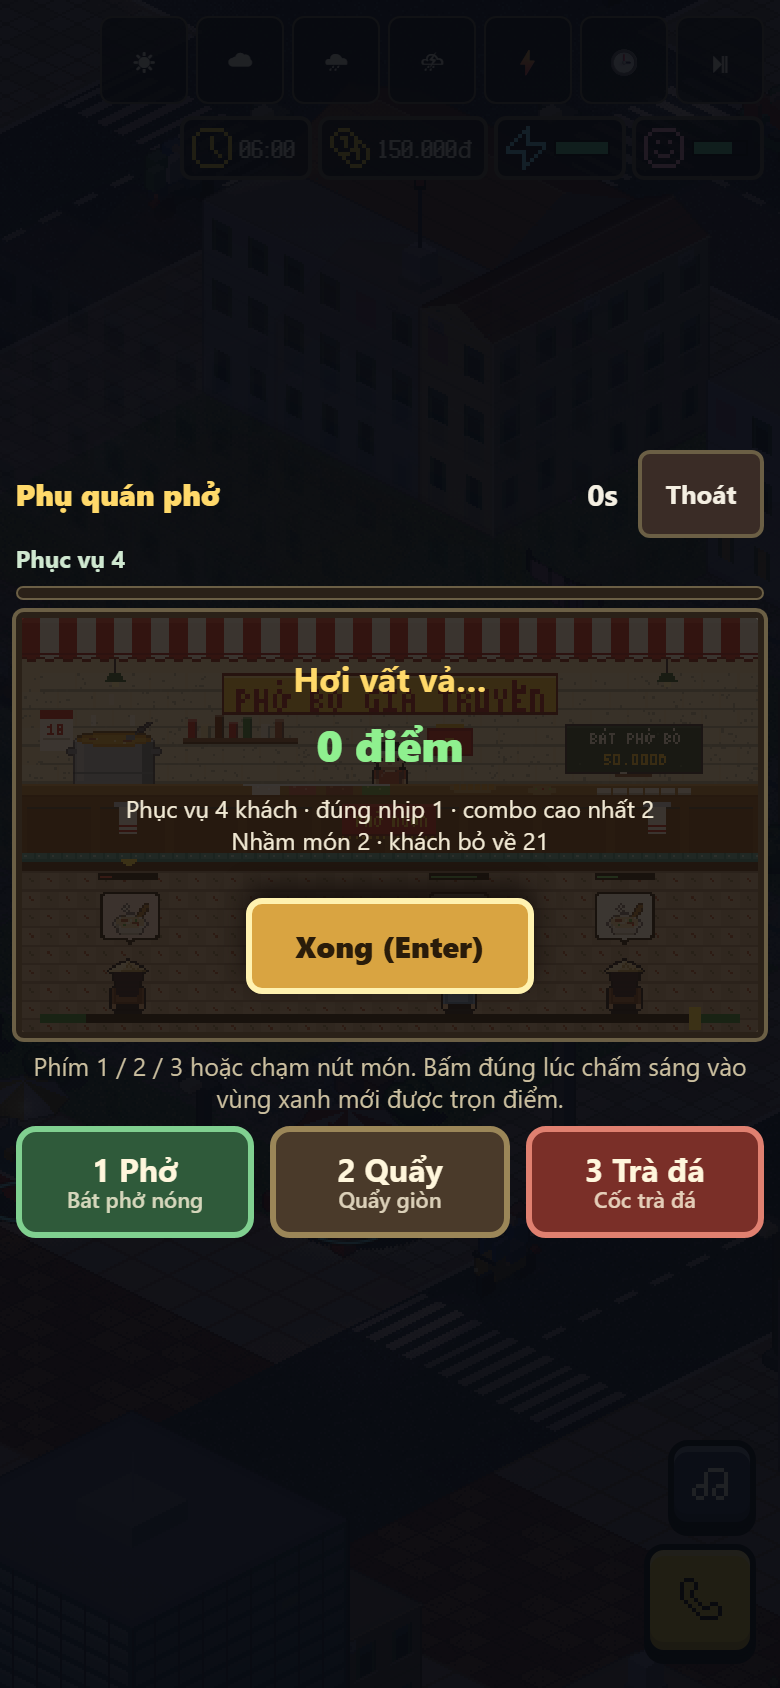 06:00
150.000đ
Phụ quán phở
0s
Thoát
Phục vụ 4
Hơi vất vả...
PHỞ BÒ GIA TRUYỀN
18
0 điểm
BÁT PHỞ BÒ
50.000Đ
Phục vụ 4 khách · đúng nhịp 1 · combo cao nhất 2
Nhầm món 2 · khách bỏ về 21
Xong (Enter)
Phím 1 / 2 / 3 hoặc chạm nút món. Bấm đúng lúc chấm sáng vào
vùng xanh mới được trọn điểm.
1 Phở
Bát phở nóng
2 Quẩy
Quẩy giòn
3 Trà đá
Cốc trà đá